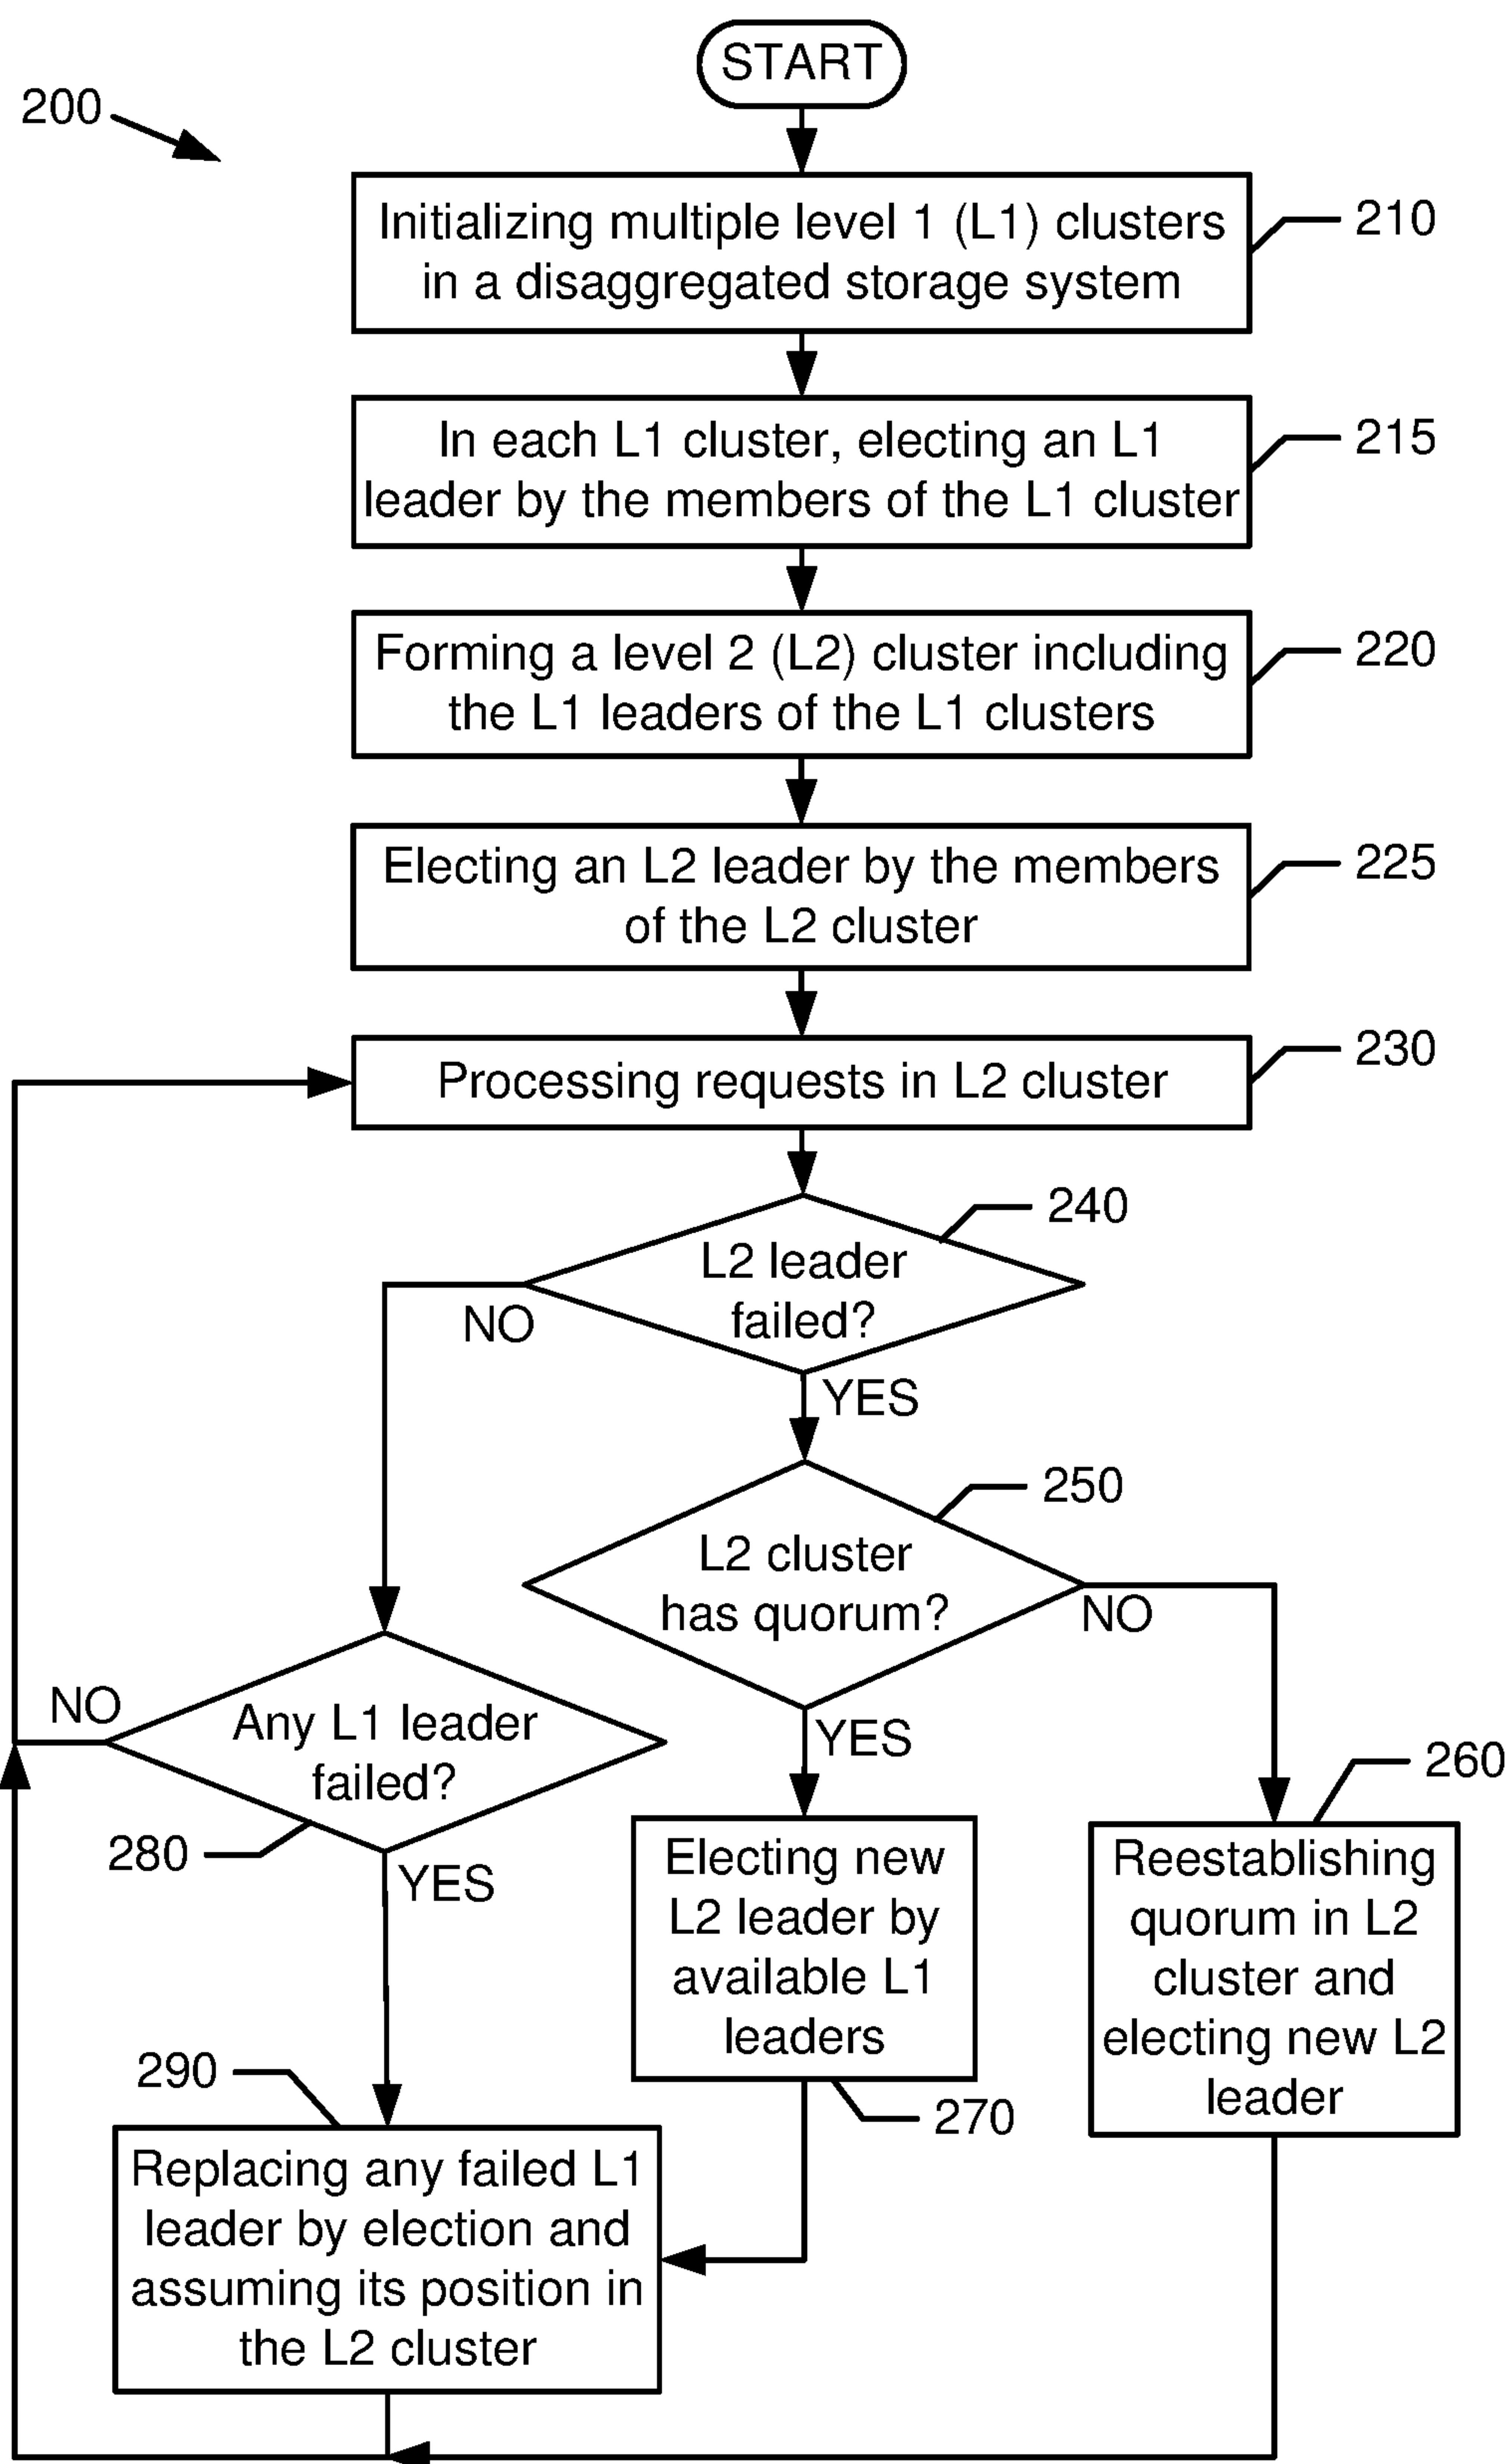 START
200
Initializing multiple level 1 (L1) clusters
in a disaggregated storage system
210
In each L1 cluster, electing an L1
leader by the members of the L1 cluster
215
Forming a level 2 (L2) cluster including
the L1 leaders of the L1 clusters
220
Electing an L2 leader by the members
of the L2 cluster
225
Processing requests in L2 cluster
230
L2 leader
failed?
240
NO
YES
L2 cluster
has quorum?
250
NO
YES
Any L1 leader
failed?
280
NO
YES
Electing new
L2 leader by
available L1
leaders
270
Reestablishing
quorum in L2
cluster and
electing new L2
leader
260
Replacing any failed L1
leader by election and
assuming its position in
the L2 cluster
290